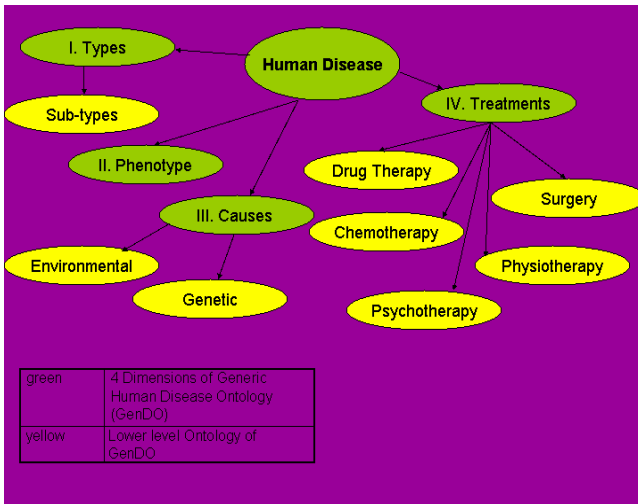 I. Types
Human Disease
IV. Treatments
Sub-types
II. Phenotype
Drug Therapy
Surgery
III. Causes
Chemotherapy
Environmental
Physiotherapy
Genetic
Psychotherapy
green
4 Dimensions of Generic
Human Disease Ontology
(GenDO)
yellow
Lower level Ontology of
GenDO